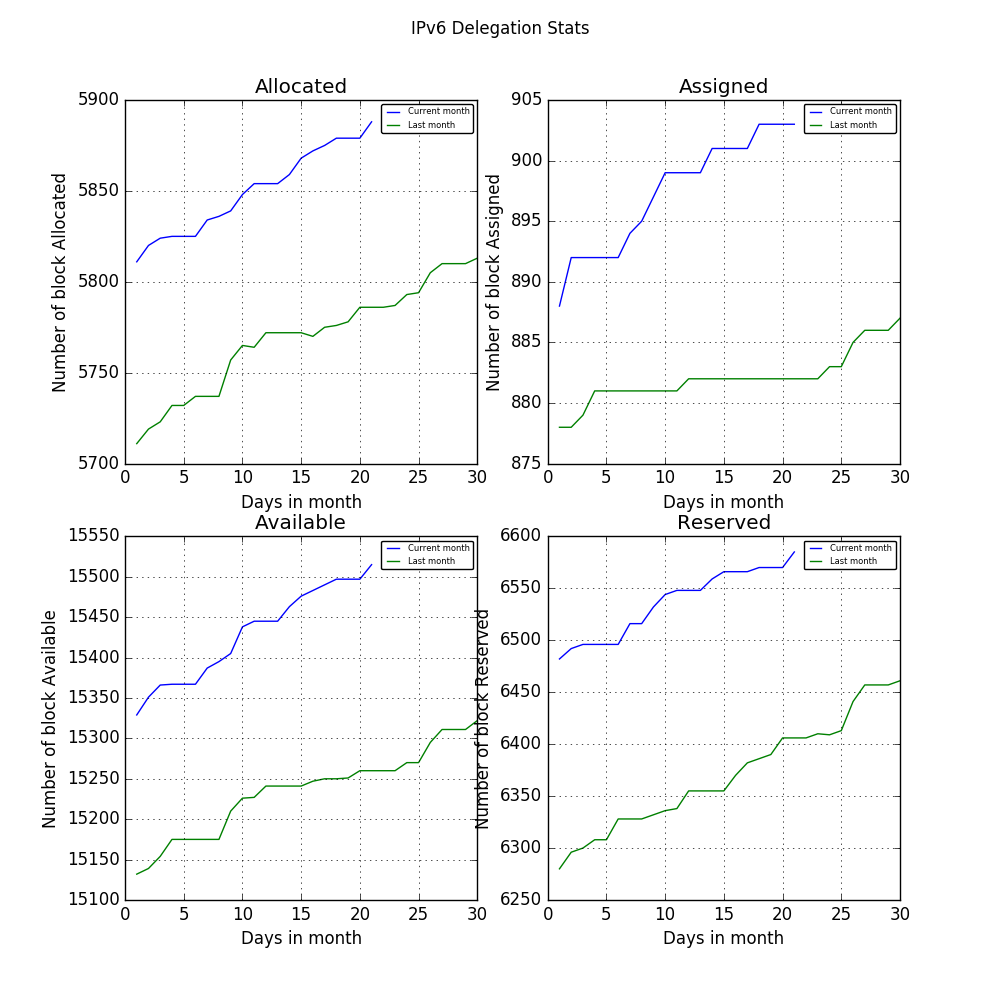 IPv6 Delegation Stats
Allocated
Number of block Allocated
5900
5850
5800
5750
5700
Current month
Last month
0 5 10 15 20 25 30
Days in month
Assigned
Number of block Assigned
905
900
895
890
885
880
875
Current month
Last month
0 5 10 15 20 25 30
Days in month
Available
Number of block Available
15550
15500
15450
15400
15350
15300
15250
15200
15150
15100
Current month
Last month
0 5 10 15 20 25 30
Days in month
Reserved
Number of block Reserved
6600
6550
6500
6450
6400
6350
6300
6250
Current month
Last month
0 5 10 15 20 25 30
Days in month